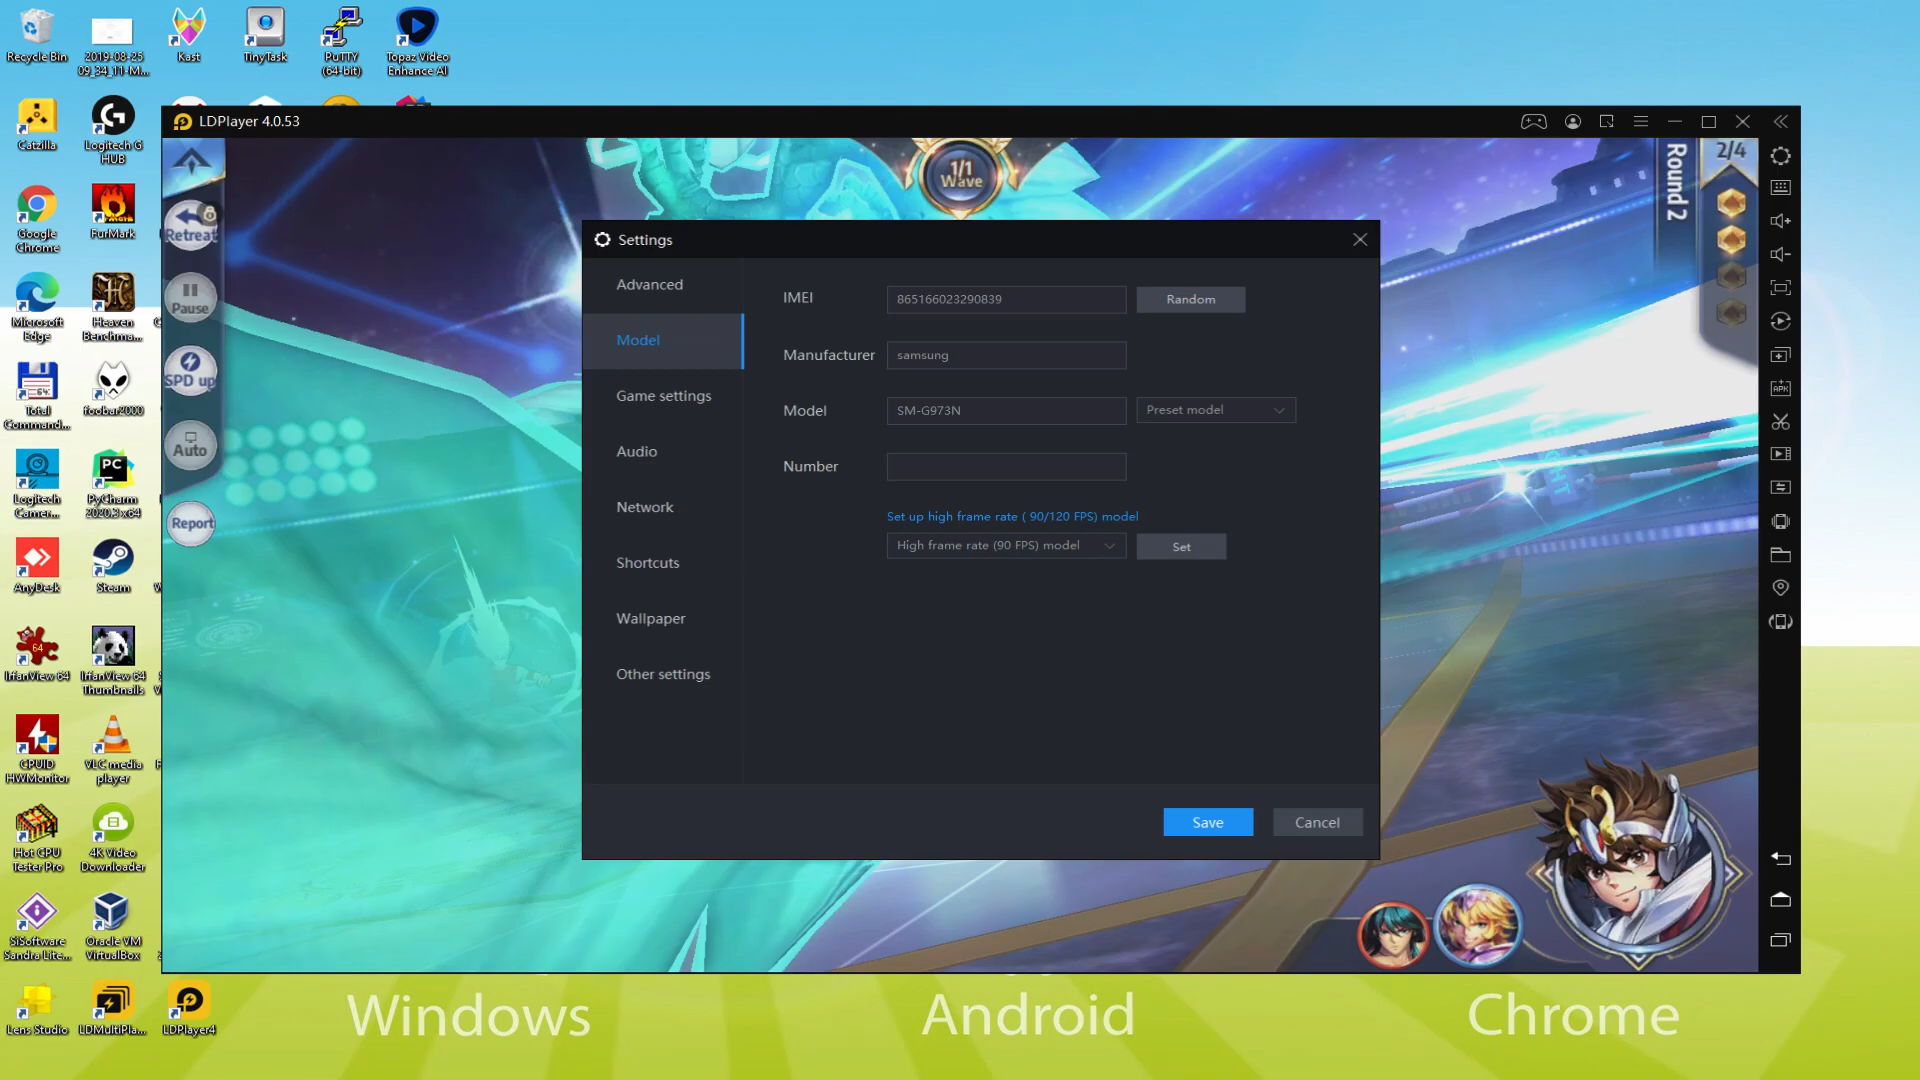 Recycle Bin
2019-08-25
09_34_11-M...
Kast
TinyTask
PuTTY
(64-bit)
Topaz Video
Enhance AI
Catzilla
Logitech G
HUB
Google
Chrome
FurMark
Microsoft
Edge
Heaven
Benchma...
Total
Command...
foobar2000
Logitech
Camer...
PyCharm
2020.3 x64
AnyDesk
Steam
IrfanView 64
IrfanView 64
Thumbnails
CPUID
HWMonitor
VLC media
player
Hot CPU
Tester Pro
4K Video
Downloader
SiSoftware
Sandra Lite...
Oracle VM
VirtualBox
Lens Studio
LDMultiPla...
LDPlayer4
LDPlayer 4.0.53
Retreat
Pause
SPD up
Auto
Report
1/1
Wave
Round 2
2/4
Settings
Advanced
Model
Game settings
Audio
Network
Shortcuts
Wallpaper
Other settings
IMEI
865166023290839
Random
Manufacturer
samsung
Model
SM-G973N
Preset model
Number
Set up high frame rate ( 90/120 FPS) model
High frame rate (90 FPS) model
Set
Save
Cancel
Windows
Android
Chrome